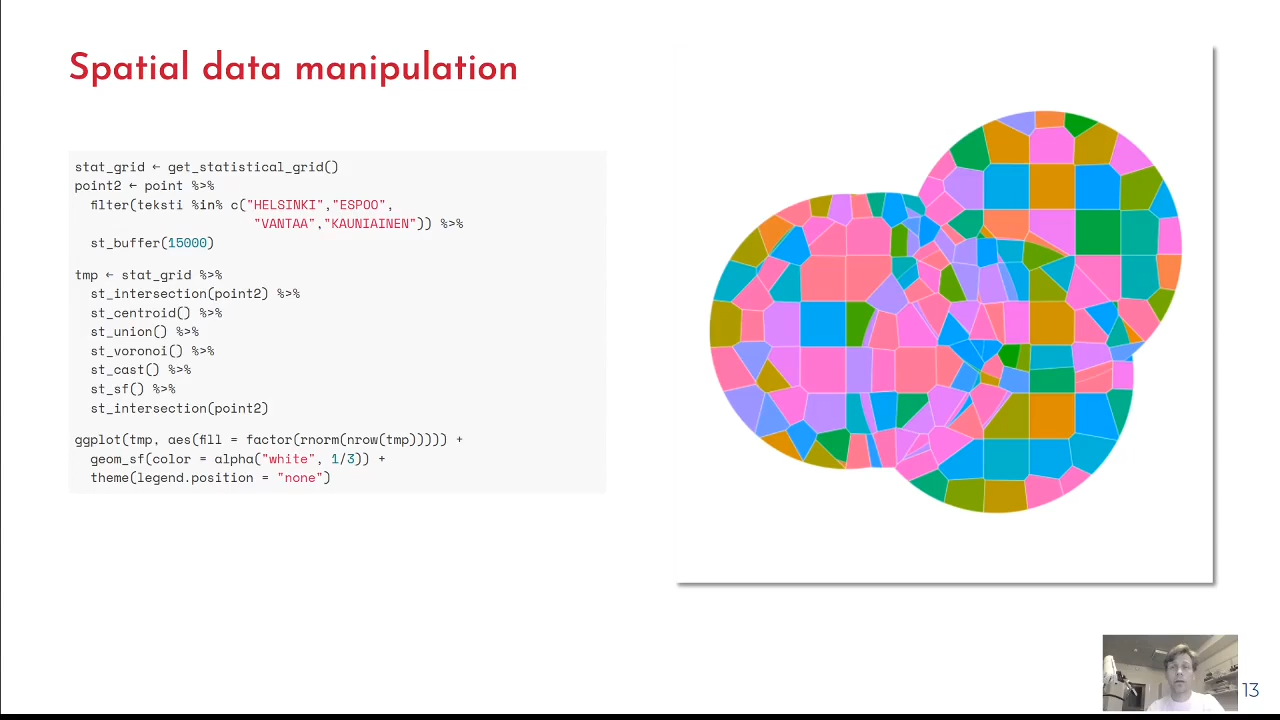 Spatial data manipulation
stat_grid ← get_statistical_grid()
point2 ← point %>%
  filter(teksti %in% c("HELSINKI","ESPOO",
                       "VANTAA","KAUNIAINEN")) %>%
  st_buffer(15000)
tmp ← stat_grid %>%
  st_intersection(point2) %>%
  st_centroid() %>%
  st_union() %>%
  st_voronoi() %>%
  st_cast() %>%
  st_sf() %>%
  st_intersection(point2)
ggplot(tmp, aes(fill = factor(rnorm(nrow(tmp))))) +
  geom_sf(color = alpha("white", 1/3)) +
  theme(legend.position = "none")
13